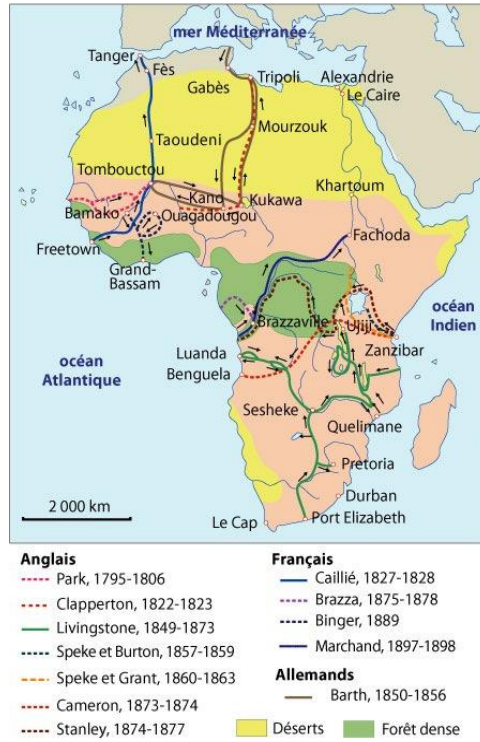 mer Méditerranée
Tanger
Fès
Gabès
Tripoli
Alexandrie
Le Caire
Mourzouk
Taoudeni
Tombouctou
Khartoum
Kano
Kukawa
Bamako
Ouagadougou
Fachoda
Freetown
Grand-
Bassam
océan
Indien
Brazzaville
Ujiji
Zanzibar
océan
Atlantique
Luanda
Benguela
Sesheke
Quelimane
Pretoria
2 000 km
Durban
Le Cap
Port Elizabeth
Anglais
Park, 1795-1806
Clapperton, 1822-1823
Livingstone, 1849-1873
Speke et Burton, 1857-1859
Speke et Grant, 1860-1863
Cameron, 1873-1874
Stanley, 1874-1877
Français
Caillié, 1827-1828
Brazza, 1875-1878
Binger, 1889
Marchand, 1897-1898
Allemands
Barth, 1850-1856
Déserts
Forêt dense